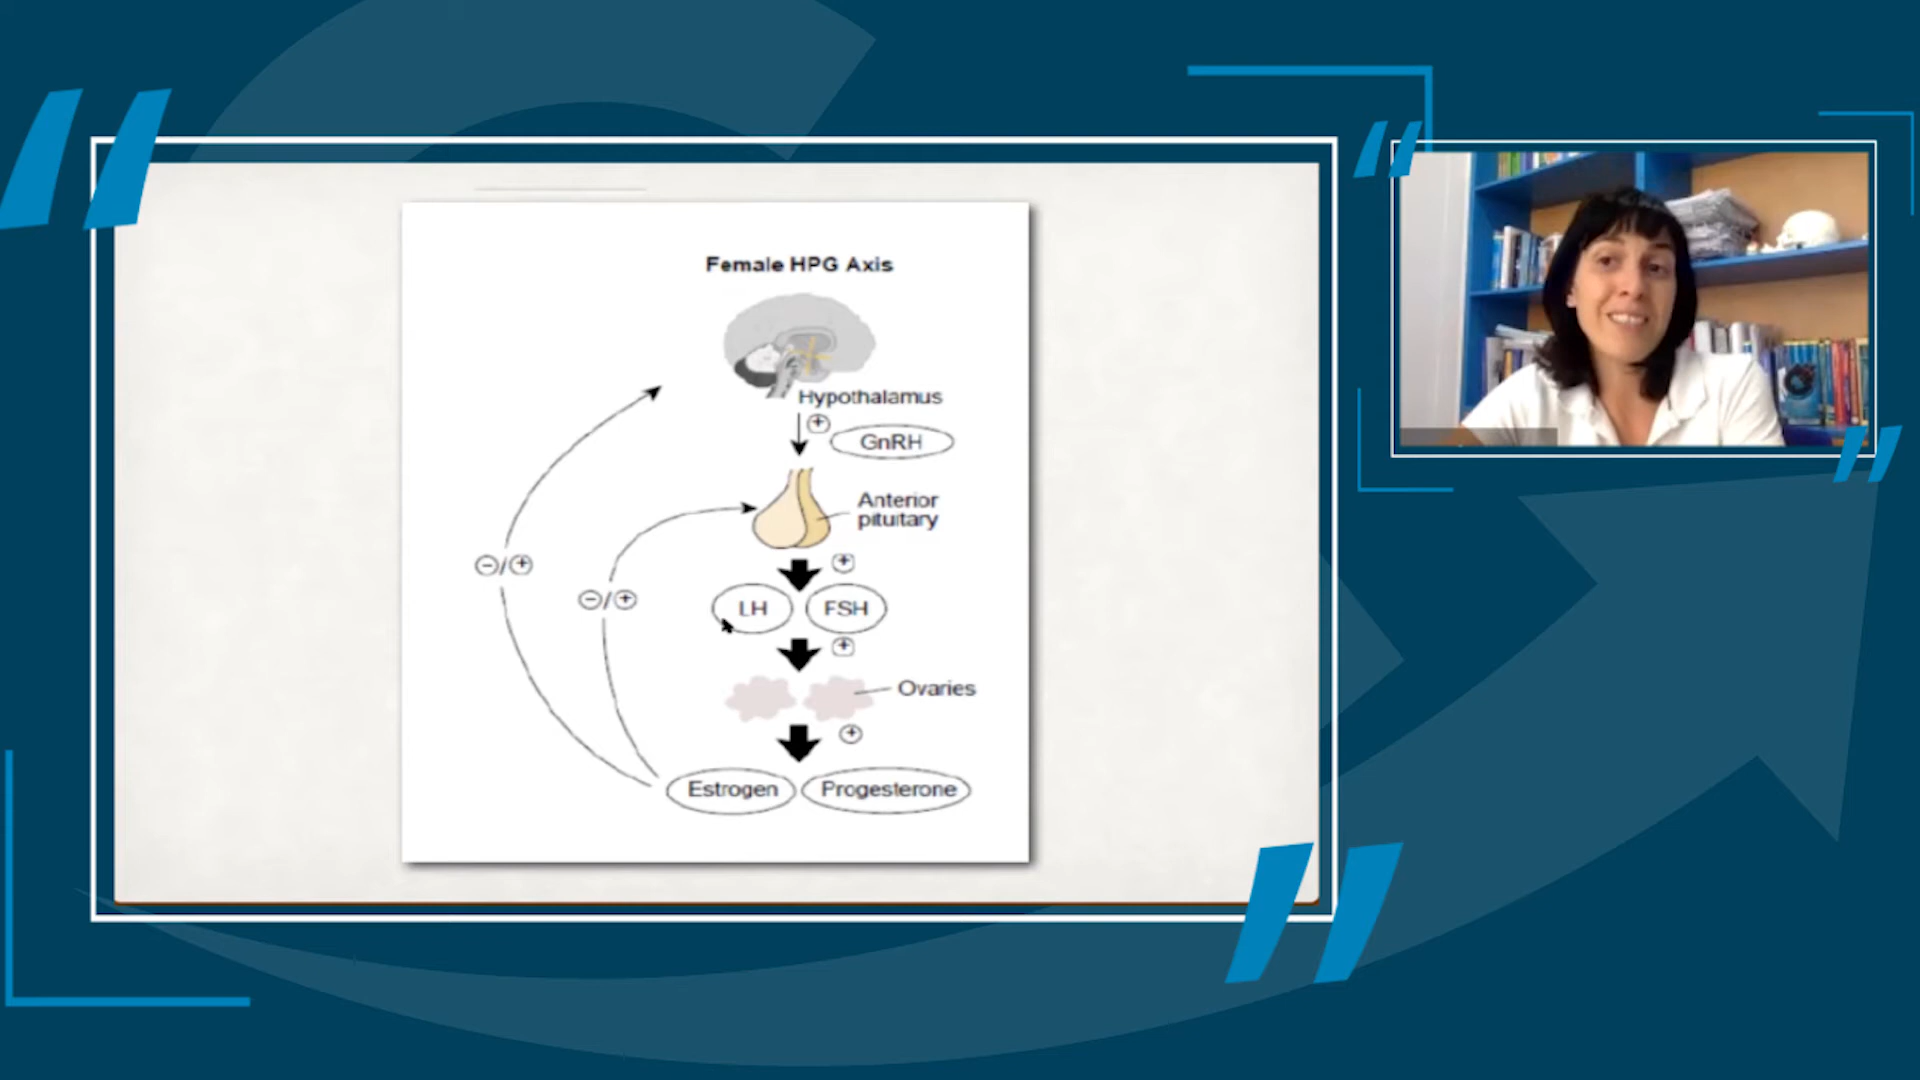 Female HPG Axis
Hypothalamus
GnRH
Anterior
pituitary
LH FSH
Ovaries
Estrogen Progesterone